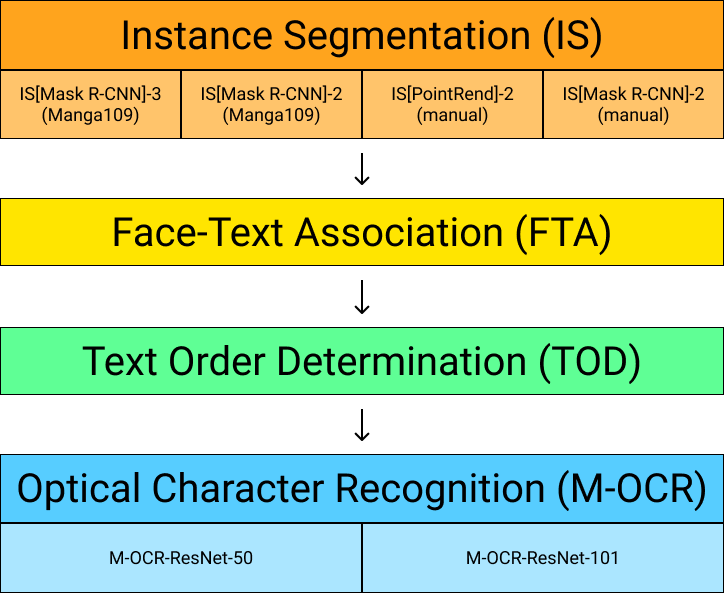 Instance Segmentation (IS)
IS[Mask R-CNN]-3
(Manga109)
IS[Mask R-CNN]-2
(Manga109)
IS[PointRend]-2
(manual)
IS[Mask R-CNN]-2
(manual)
Face-Text Association (FTA)
Text Order Determination (TOD)
Optical Character Recognition (M-OCR)
M-OCR-ResNet-50
M-OCR-ResNet-101